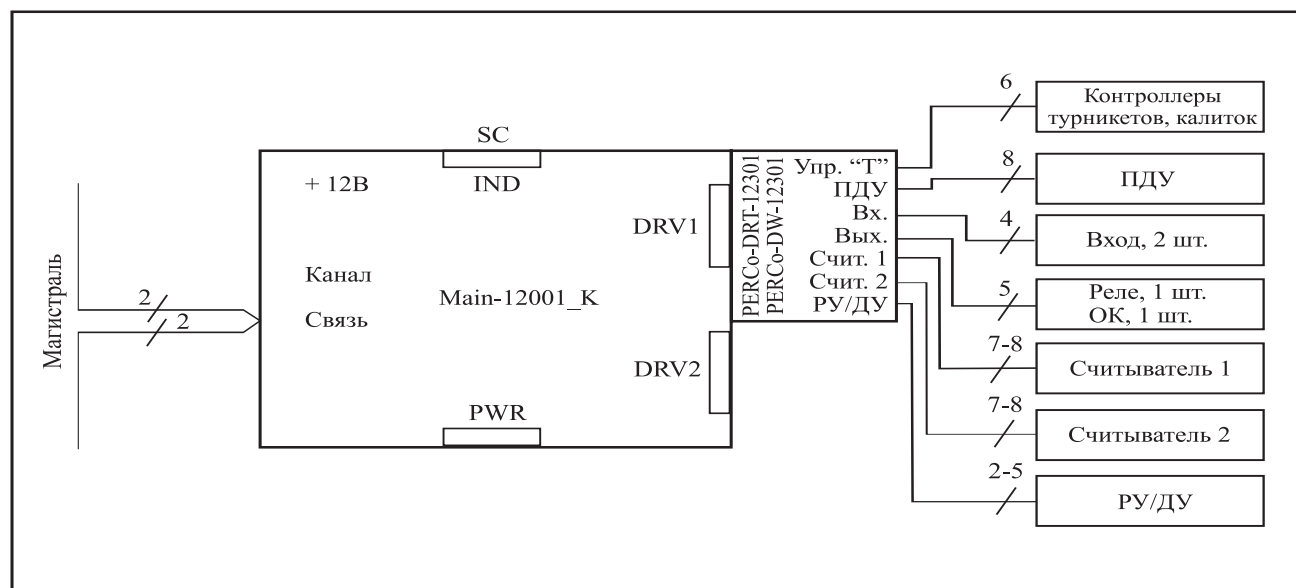 SC
IND
+ 12В
Канал
Связь
Main-12001_K
DRV1
DRV2
PWR
Магистраль
2
2
PERCo-DRT-12301
PERCo-DW-12301
Упр. “Т”
ПДУ
Вх.
Вых.
Счит. 1
Счит. 2
РУ/ДУ
6
Контроллеры
турникетов, калиток
8
ПДУ
4
Вход, 2 шт.
5
Реле, 1 шт.
ОК, 1 шт.
7-8
Считыватель 1
7-8
Считыватель 2
2-5
РУ/ДУ